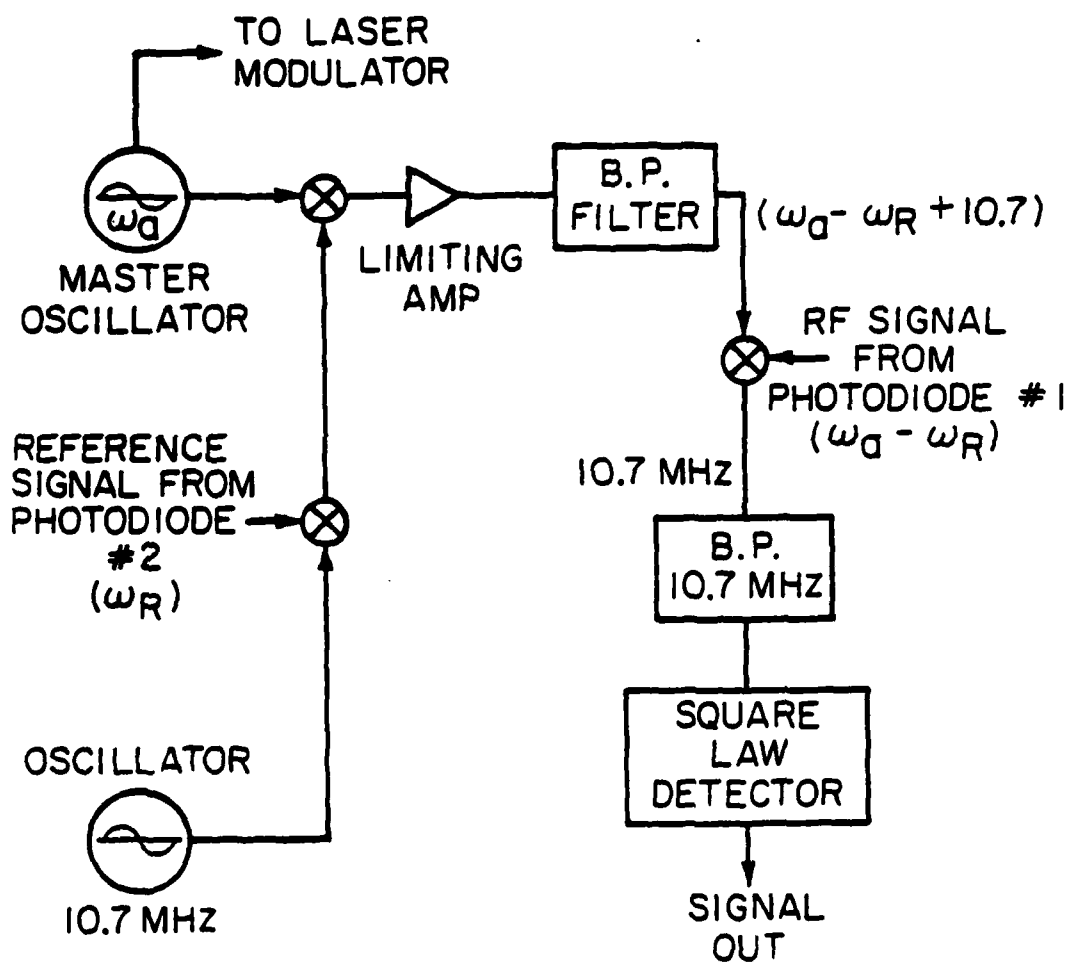 TO LASER
MODULATOR
ωa
MASTER
OSCILLATOR
LIMITING
AMP
B. P.
FILTER
(ωa - ωR + 10.7)
RF SIGNAL
FROM
PHOTODIODE #1
(ωa - ωR)
REFERENCE
SIGNAL FROM
PHOTODIODE
#2
(ωR)
10.7 MHz
B. P.
10.7 MHz
SQUARE
LAW
DETECTOR
OSCILLATOR
10.7 MHZ
SIGNAL
OUT